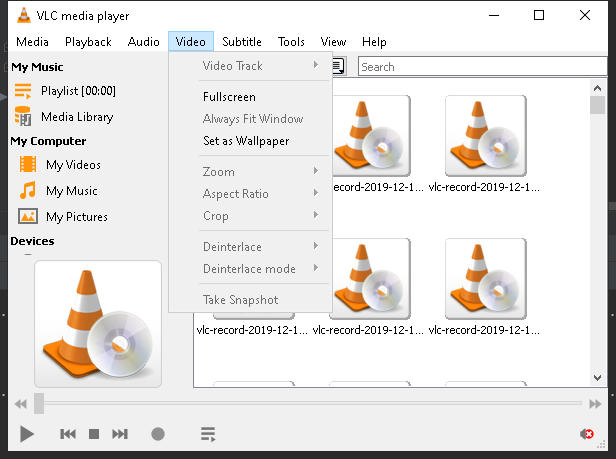 VLC media player
Media Playback Audio Video Subtitle Tools View Help
My Music
Playlist [00:00]
Media Library
My Computer
My Videos
My Music
My Pictures
Devices
Video Track
Fullscreen
Always Fit Window
Set as Wallpaper
Zoom
Aspect Ratio
Crop
Deinterlace
Deinterlace mode
Take Snapshot
Search
vlc-record-2019-12-1... vlc-record-2019-12-1...
vlc-record-2019-12-1... vlc-record-2019-12-1... vlc-record-2019-12-1...